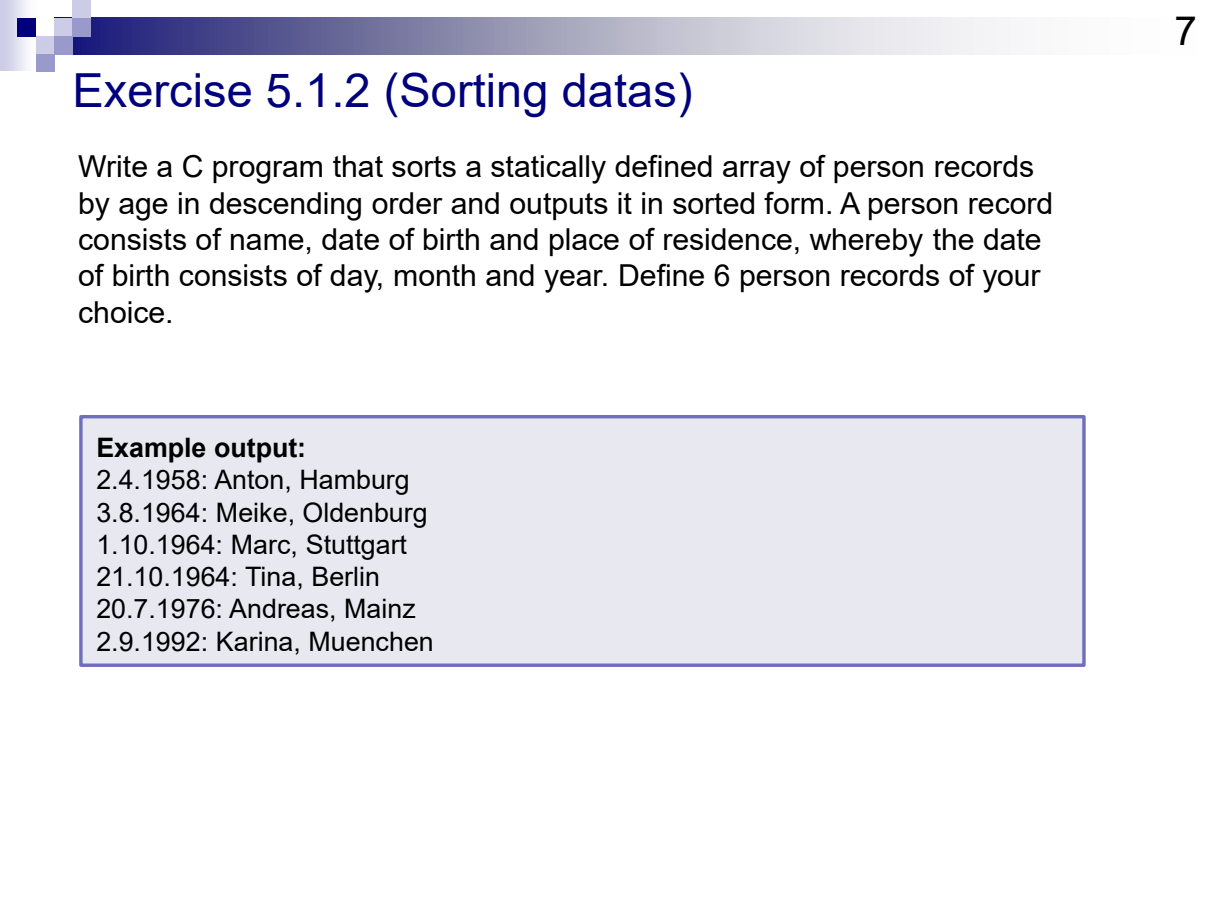 7
Exercise 5.1.2 (Sorting datas)
Write a C program that sorts a statically defined array of person records
by age in descending order and outputs it in sorted form. A person record
consists of name, date of birth and place of residence, whereby the date
of birth consists of day, month and year. Define 6 person records of your
choice.
Example output:
2.4.1958: Anton, Hamburg
3.8.1964: Meike, Oldenburg
1.10.1964: Marc, Stuttgart
21.10.1964: Tina, Berlin
20.7.1976: Andreas, Mainz
2.9.1992: Karina, Muenchen